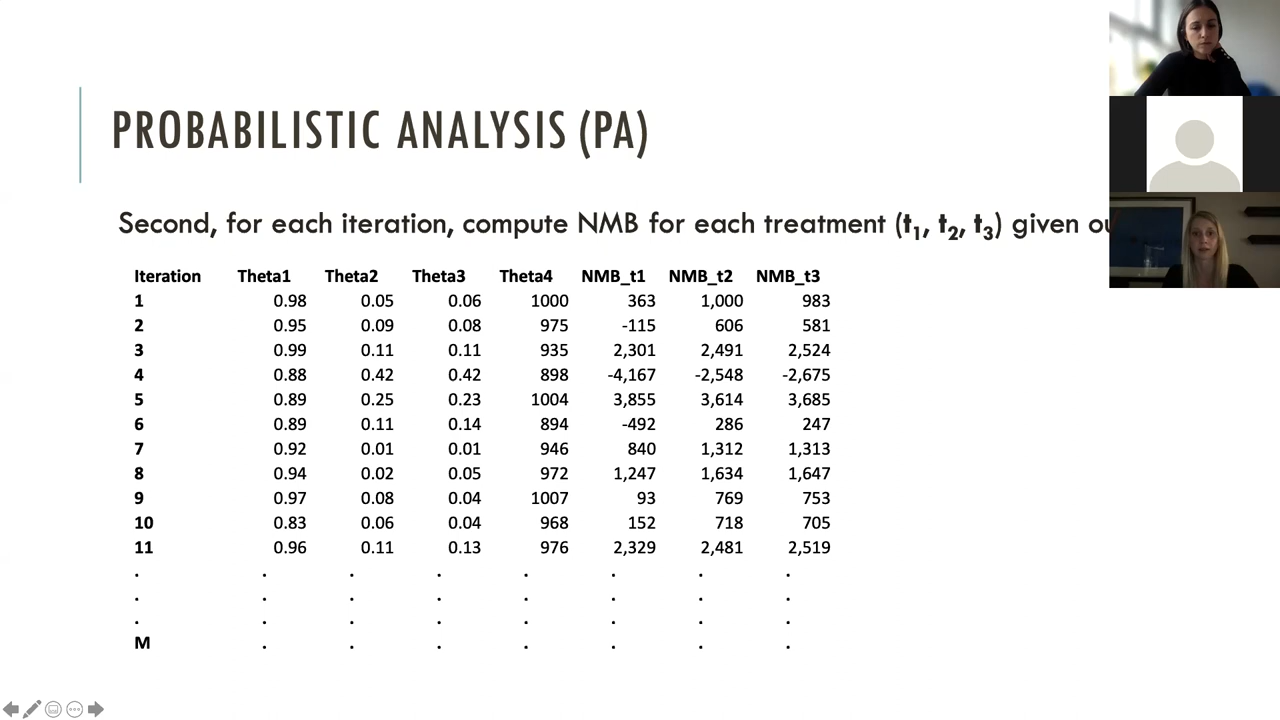 PROBABILISTIC ANALYSIS (PA)
Second, for each iteration, compute NMB for each treatment (t1, t2, t3) given
Iteration Theta1 Theta2 Theta3 Theta4 NMB_t1 NMB_t2 NMB_t3
1 0.98 0.05 0.06 1000 363 1,000 983
2 0.95 0.09 0.08 975 -115 606 581
3 0.99 0.11 0.11 935 2,301 2,491 2,524
4 0.88 0.42 0.42 898 -4,167 -2,548 -2,675
5 0.89 0.25 0.23 1004 3,855 3,614 3,685
6 0.89 0.11 0.14 894 -492 286 247
7 0.92 0.01 0.01 946 840 1,312 1,313
8 0.94 0.02 0.05 972 1,247 1,634 1,647
9 0.97 0.08 0.04 1007 93 769 753
10 0.83 0.06 0.04 968 152 718 705
11 0.96 0.11 0.13 976 2,329 2,481 2,519
. . . . . . . .
. . . . . . . .
. . . . . . . .
M . . . . . . .